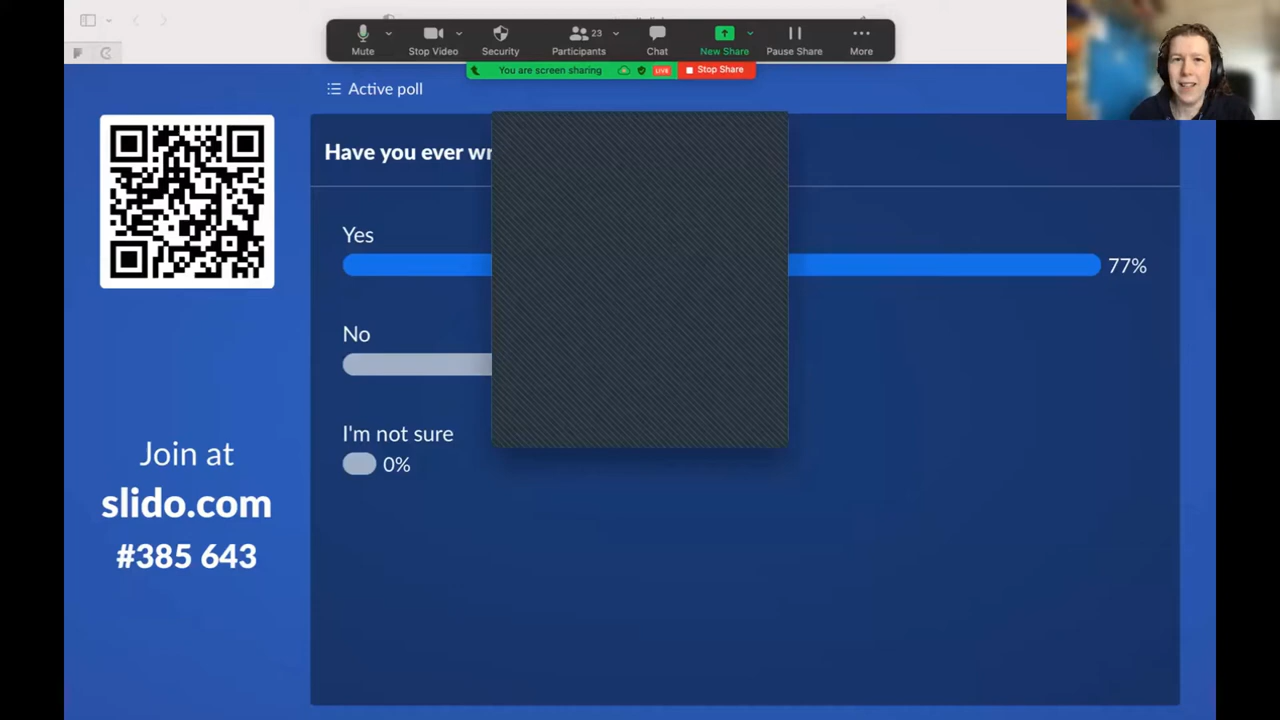 Mute
Stop Video
Security
Participants
23
Chat
New Share
Pause Share
More
You are screen sharing
LIVE
Stop Share
Active poll
Have you ever
Yes
77%
No
I'm not sure
0%
Join at
slido.com
#385 643